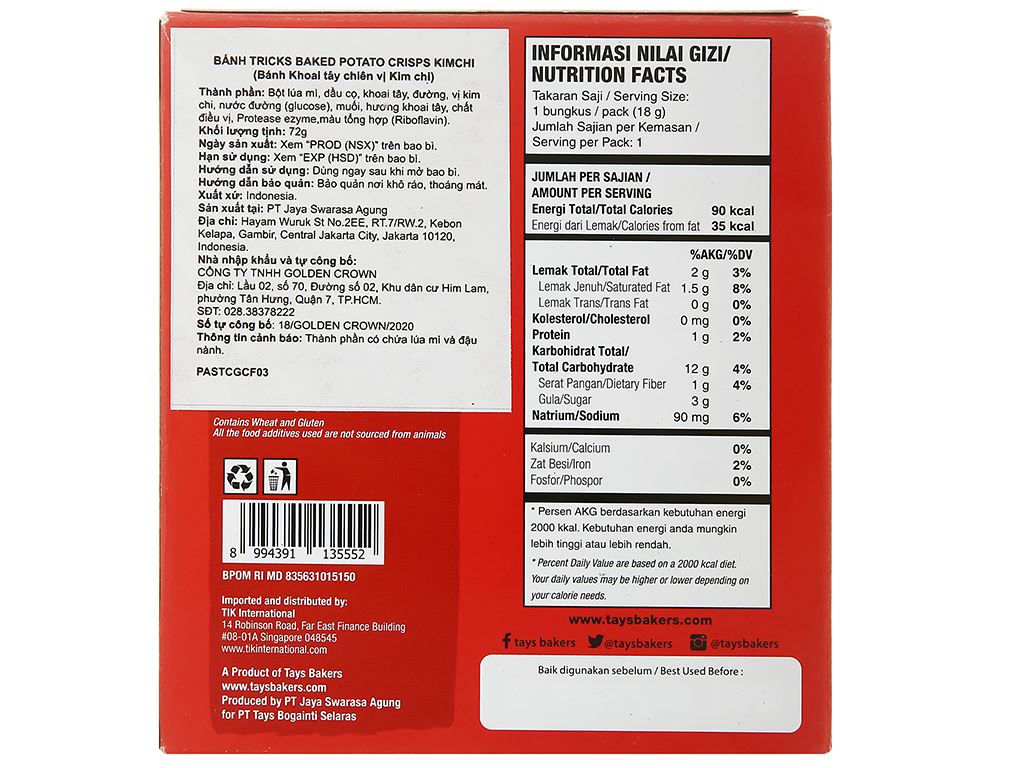 BÁNH TRICKS BAKED POTATO CRISPS KIMCHI
(Bánh Khoai tây chiên vị Kim chi)
Thành phần: Bột lúa mì, dầu cọ, khoai tây, đường, vị kim
chi, nước đường (glucose), muối, hương khoai tây, chất
điều vị, Protease ezyme,màu tổng hợp (Riboflavin).
Khối lượng tịnh: 72g
Ngày sản xuất: Xem "PROD (NSX)" trên bao bì.
Hạn sử dụng: Xem "EXP (HSD)" trên bao bì.
Hướng dẫn sử dụng: Dùng ngay sau khi mở bao bì.
Hướng dẫn bảo quản: Bảo quản nơi khô ráo, thoáng mát.
Xuất xứ: Indonesia.
Sản xuất tại: PT Jaya Swarasa Agung
Địa chỉ: Hayam Wuruk St No.2EE, RT.7/RW.2, Kebon
Kelapa, Gambir, Central Jakarta City, Jakarta 10120,
Indonesia.
Nhà nhập khẩu và tự công bố:
CÔNG TY TNHH GOLDEN CROWN
Địa chỉ: Lầu 02, số 70, Đường số 02, Khu dân cư Him Lam,
phường Tân Hưng, Quận 7, TP.HCM.
SĐT: 028.38378222
Số tự công bố: 18/GOLDEN CROWN/2020
Thông tin cảnh báo: Thành phần có chứa lúa mì và đậu
nành.
PASTCGCF03
Contains Wheat and Gluten
All the food additives used are not sourced from animals
8 994391 135552
BPOM RI MD 835631015150
Imported and distributed by:
TIK International
14 Robinson Road, Far East Finance Building
#08-01A Singapore 048545
www.tikinternational.com
A Product of Tays Bakers
www.taysbakers.com
Produced by PT Jaya Swarasa Agung
for PT Tays Bogainti Selaras
INFORMASI NILAI GIZI/
NUTRITION FACTS
Takaran Saji / Serving Size:
1 bungkus / pack (18 g)
Jumlah Sajian per Kemasan /
Serving per Pack: 1
JUMLAH PER SAJIAN /
AMOUNT PER SERVING
Energi Total/Total Calories 90 kcal
Energi dari Lemak/Calories from fat 35 kcal
%AKG/%DV
Lemak Total/Total Fat 2 g 3%
Lemak Jenuh/Saturated Fat 1.5 g 8%
Lemak Trans/Trans Fat 0 g 0%
Kolesterol/Cholesterol 0 mg 0%
Protein 1 g 2%
Karbohidrat Total/
Total Carbohydrate 12 g 4%
Serat Pangan/Dietary Fiber 1 g 4%
Gula/Sugar 3 g
Natrium/Sodium 90 mg 6%
Kalsium/Calcium 0%
Zat Besi/Iron 2%
Fosfor/Phospor 0%
* Persen AKG berdasarkan kebutuhan energi
2000 kkal. Kebutuhan energi anda mungkin
lebih tinggi atau lebih rendah.
* Percent Daily Value are based on a 2000 kcal diet.
Your daily values may be higher or lower depending on
your calorie needs.
www.taysbakers.com
tays bakers @taysbakers @taysbakers
Baik digunakan sebelum / Best Used Before :